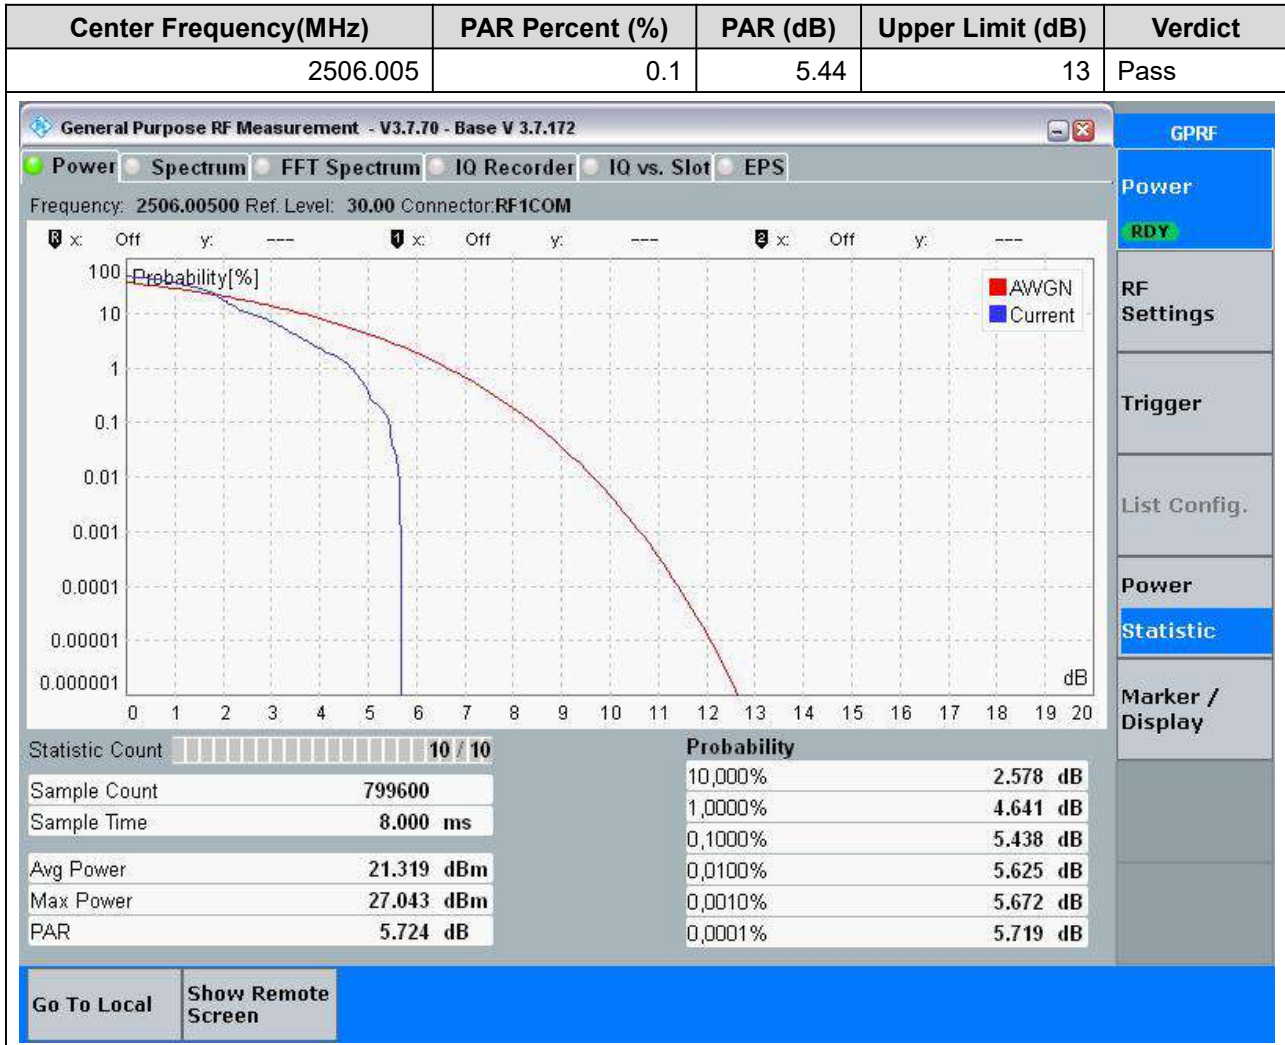 Center Frequency(MHz) PAR Percent (%) PAR (dB) Upper Limit (dB) Verdict
2506.005 0.1 5.44 13 Pass
General Purpose RF Measurement - V3.7.70 - Base V 3.7.172
GPRF
Power Spectrum FFT Spectrum IQ Recorder IQ vs. Slot EPS
Frequency: 2506.00500 Ref. Level: 30.00 Connector:RF1COM
R x: Off y: --- 1 x: Off y: --- 2 x: Off y: ---
Probability[%]
AWGN
Current
100
10
1
0.1
0.01
0.001
0.0001
0.00001
0.000001
dB
0 1 2 3 4 5 6 7 8 9 10 11 12 13 14 15 16 17 18 19 20
Statistic Count 10 / 10
Sample Count 799600
Sample Time 8.000 ms
Avg Power 21.319 dBm
Max Power 27.043 dBm
PAR 5.724 dB
Probability
10,000% 2.578 dB
1,0000% 4.641 dB
0,1000% 5.438 dB
0,0100% 5.625 dB
0,0010% 5.672 dB
0,0001% 5.719 dB
Power
RDY
RF
Settings
Trigger
List Config.
Power
Statistic
Marker /
Display
Go To Local
Show Remote
Screen